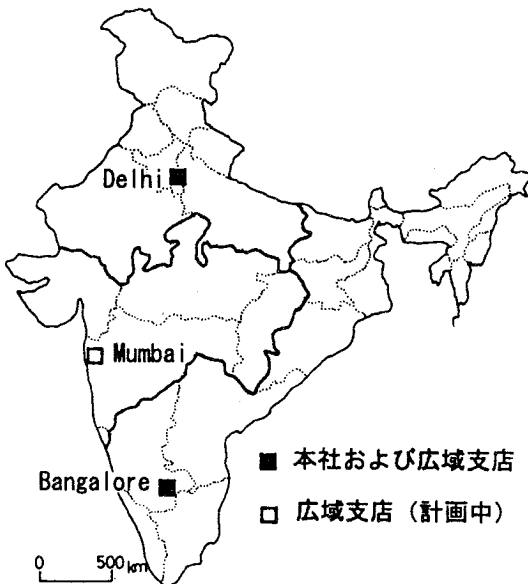 Delhi
Mumbai
Bangalore
■ 本社および広域支店
□ 広域支店（計画中）
0 500km